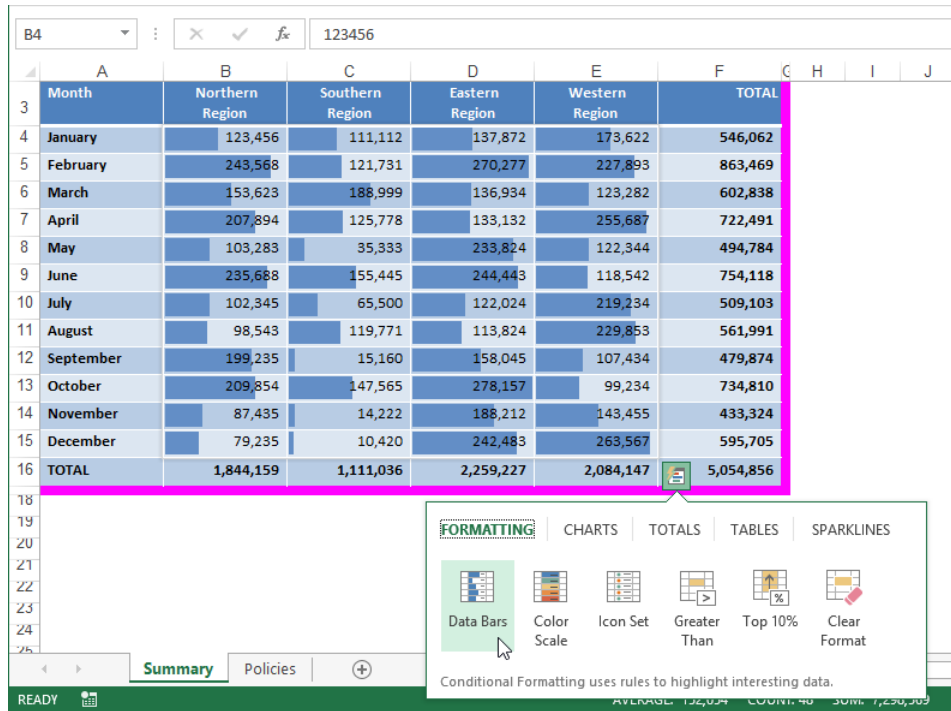 B4 fx 123456
A B C D E F G H I J
3 Month Northern Region Southern Region Eastern Region Western Region TOTAL
4 January 123,456 111,112 137,872 173,622 546,062
5 February 243,568 121,731 270,277 227,893 863,469
6 March 153,623 188,999 136,934 123,282 602,838
7 April 207,894 125,778 133,132 255,687 722,491
8 May 103,283 35,333 233,824 122,344 494,784
9 June 235,688 155,445 244,443 118,542 754,118
10 July 102,345 65,500 122,024 219,234 509,103
11 August 98,543 119,771 113,824 229,853 561,991
12 September 199,235 15,160 158,045 107,434 479,874
13 October 209,854 147,565 278,157 99,234 734,810
14 November 87,435 14,222 188,212 143,455 433,324
15 December 79,235 10,420 242,483 263,567 595,705
16 TOTAL 1,844,159 1,111,036 2,259,227 2,084,147 5,054,856
18
19
20
21
22
23
24
25
FORMATTING CHARTS TOTALS TABLES SPARKLINES
Data Bars Color Scale Icon Set Greater Than Top 10% Clear Format
Conditional Formatting uses rules to highlight interesting data.
Summary Policies
READY AVERAGE: 152,054 COUNT: 48 SUM: 7,298,569